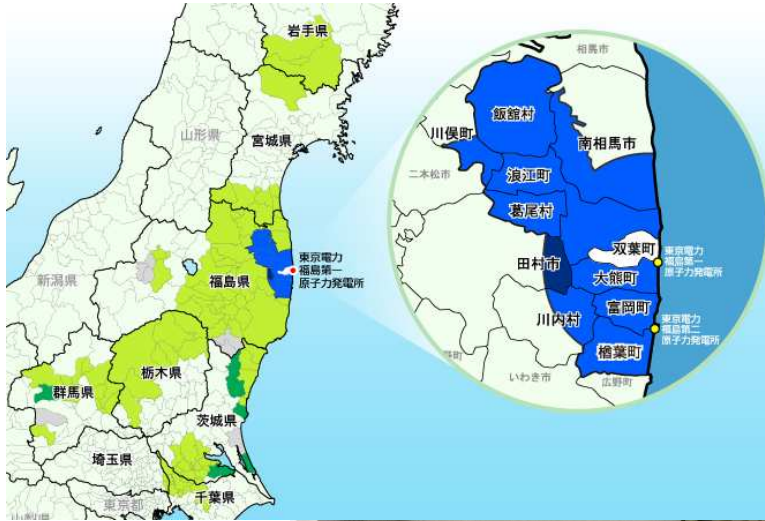 岩手県
山形県
宮城県
新潟県
福島県
東京電力
福島第一
原子力発電所
群馬県
栃木県
茨城県
埼玉県
東京都
千葉県
山梨県
相馬市
飯舘村
川俣町
南相馬市
二本松市
浪江町
葛尾村
双葉町
田村市
大熊町
東京電力
福島第一
原子力発電所
富岡町
川内村
東京電力
福島第二
原子力発電所
楢葉町
野町
いわき市
広野町